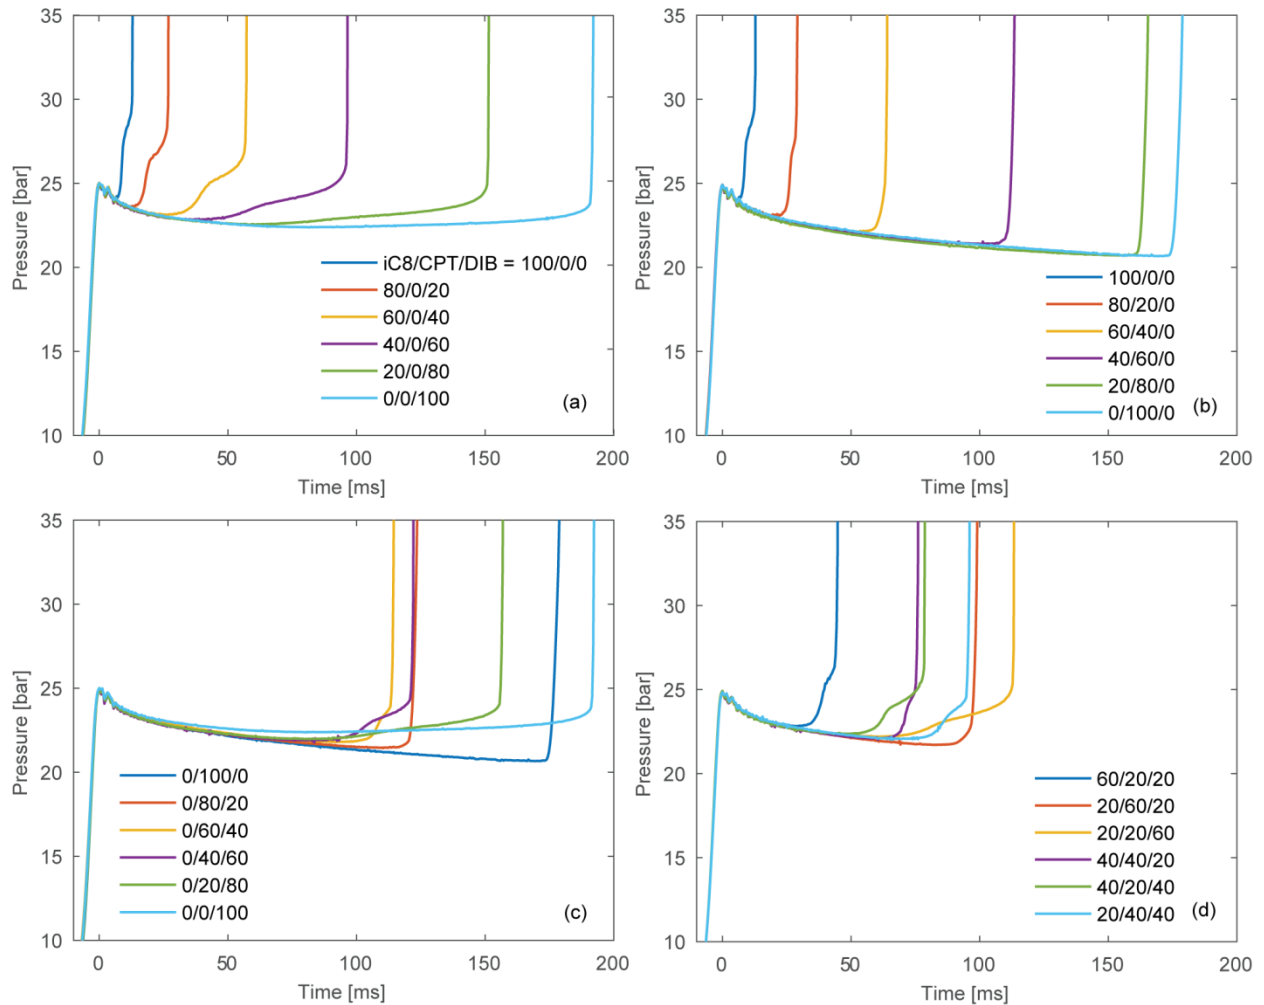 35
30
25
20
15
10
Pressure [bar]
iC8/CPT/DIB = 100/0/0
80/0/20
60/0/40
40/0/60
20/0/80
0/0/100
(a)
0 50 100 150 200
Time [ms]
35
30
25
20
15
10
Pressure [bar]
100/0/0
80/20/0
60/40/0
40/60/0
20/80/0
0/100/0
(b)
0 50 100 150 200
Time [ms]
35
30
25
20
15
10
Pressure [bar]
0/100/0
0/80/20
0/60/40
0/40/60
0/20/80
0/0/100
(c)
0 50 100 150 200
Time [ms]
35
30
25
20
15
10
Pressure [bar]
60/20/20
20/60/20
20/20/60
40/40/20
40/20/40
20/40/40
(d)
0 50 100 150 200
Time [ms]